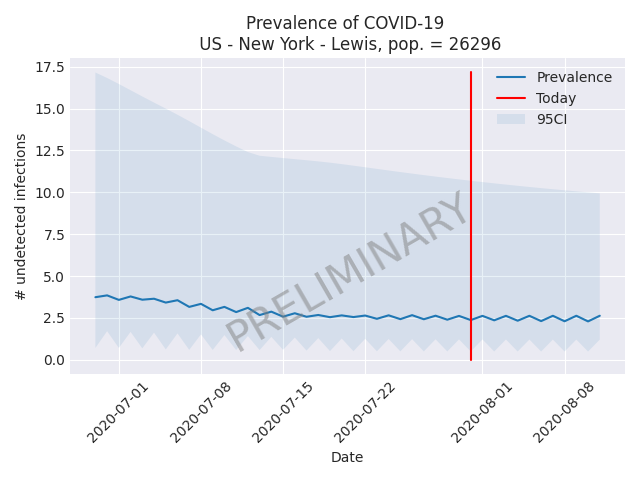 Prevalence of COVID-19
US - New York - Lewis, pop. = 26296
17.5
15.0
12.5
10.0
7.5
5.0
2.5
0.0
# undetected infections
Prevalence
Today
95CI
PRELIMINARY
2020-07-01
2020-07-08
2020-07-15
2020-07-22
2020-08-01
2020-08-08
Date